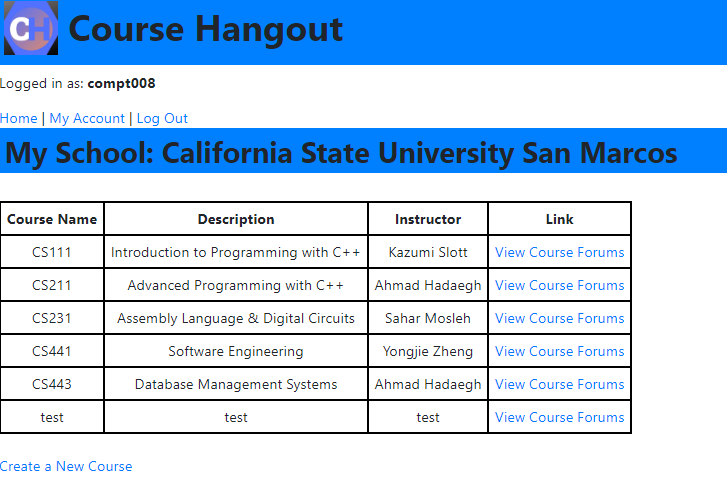 CH Course Hangout
Logged in as: compt008
Home | My Account | Log Out
My School: California State University San Marcos
Course Name Description Instructor Link
CS111 Introduction to Programming with C++ Kazumi Slott View Course Forums
CS211 Advanced Programming with C++ Ahmad Hadaegh View Course Forums
CS231 Assembly Language & Digital Circuits Sahar Mosleh View Course Forums
CS441 Software Engineering Yongjie Zheng View Course Forums
CS443 Database Management Systems Ahmad Hadaegh View Course Forums
test test test View Course Forums
Create a New Course